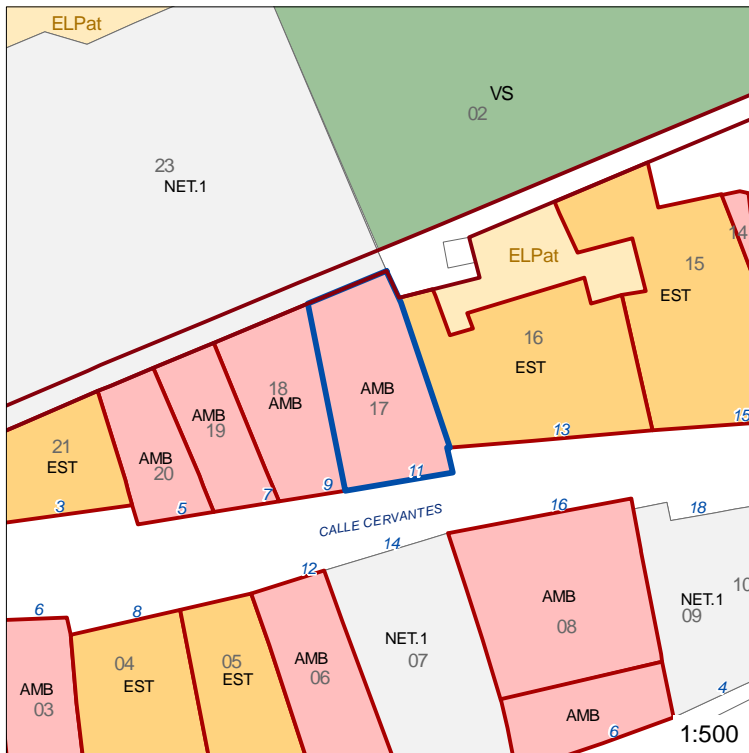 ELPat
VS
02
23
NET.1
14
ELPat
15
EST
16
EST
18
AMB
AMB
17
AMB
19
21
EST
AMB
20
13
15
3
5
7
9
11
CALLE CERVANTES
16
18
14
12
6
8
AMB
08
NET.1
09
10
NET.1
07
04
EST
05
EST
AMB
06
AMB
03
4
AMB
6
1:500